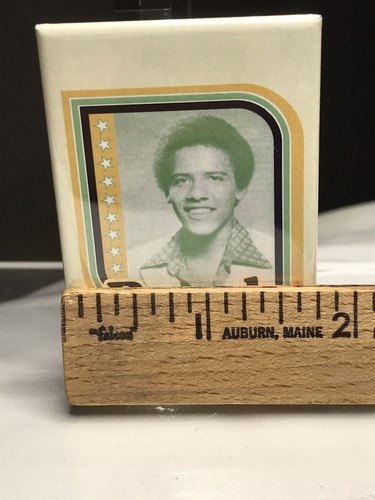 "Falcon"
1
AUBURN, MAINE
2